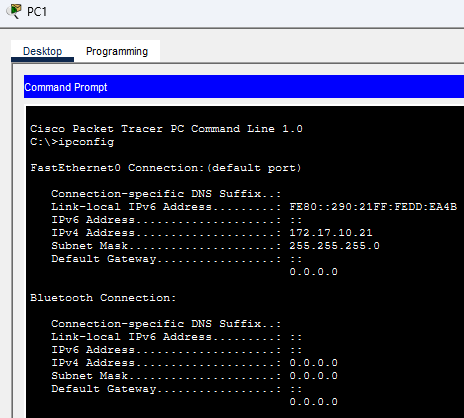 PC1
Desktop Programming
Command Prompt
Cisco Packet Tracer PC Command Line 1.0
C:\>ipconfig
FastEthernet0 Connection:(default port)
Connection-specific DNS Suffix..:
Link-local IPv6 Address.........: FE80::290:21FF:FEDD:EA4B
IPv6 Address....................: ::
IPv4 Address....................: 172.17.10.21
Subnet Mask.....................: 255.255.255.0
Default Gateway.................: ::
0.0.0.0
Bluetooth Connection:
Connection-specific DNS Suffix..:
Link-local IPv6 Address.........: ::
IPv6 Address....................: ::
IPv4 Address....................: 0.0.0.0
Subnet Mask.....................: 0.0.0.0
Default Gateway.................: ::
0.0.0.0